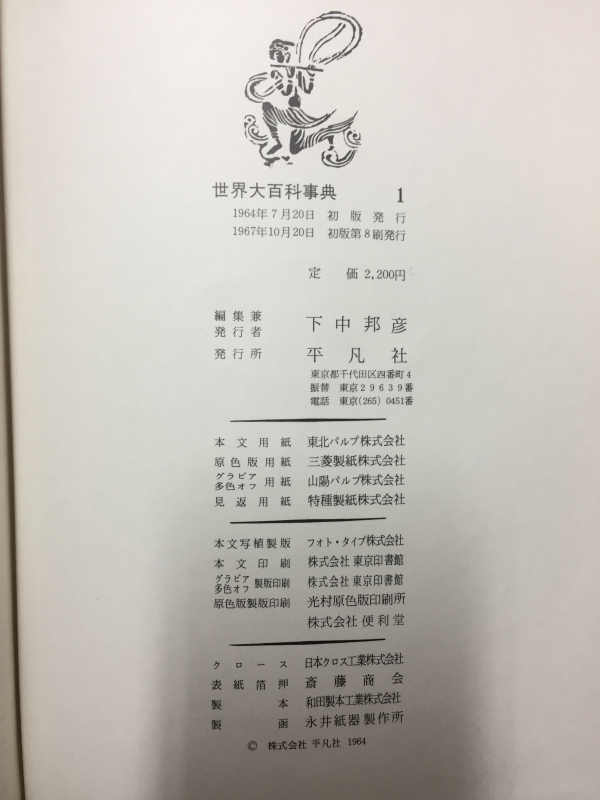 世界大百科事典 1
1964年7月20日 初版発行
1967年10月20日 初版第8刷発行
定価 2,200円
編集兼
発行者 下中邦彦
発行所 平凡社
東京都千代田区四番町4
振替 東京29639番
電話 東京(265)0451番
本文用紙 東北パルプ株式会社
原色版用紙 三菱製紙株式会社
グラビア
多色オフ 用紙 山陽パルプ株式会社
見返用紙 特種製紙株式会社
本文写植製版 フォト・タイプ株式会社
本文印刷 株式会社 東京印書館
グラビア
多色オフ 製版印刷 株式会社 東京印書館
原色版製版印刷 光村原色版印刷所
株式会社 便利堂
クロース 日本クロス工業株式会社
表紙箔押 斎藤商会
製本 和田製本工業株式会社
製函 永井紙器製作所
© 株式会社 平凡社 1964